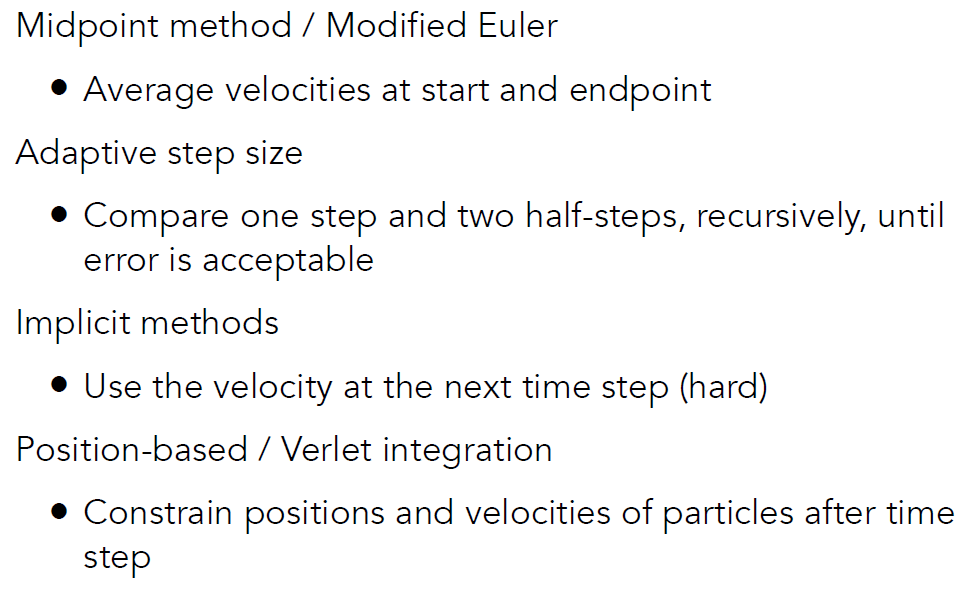 Midpoint method / Modified Euler
• Average velocities at start and endpoint
Adaptive step size
• Compare one step and two half-steps, recursively, until
error is acceptable
Implicit methods
• Use the velocity at the next time step (hard)
Position-based / Verlet integration
• Constrain positions and velocities of particles after time
step